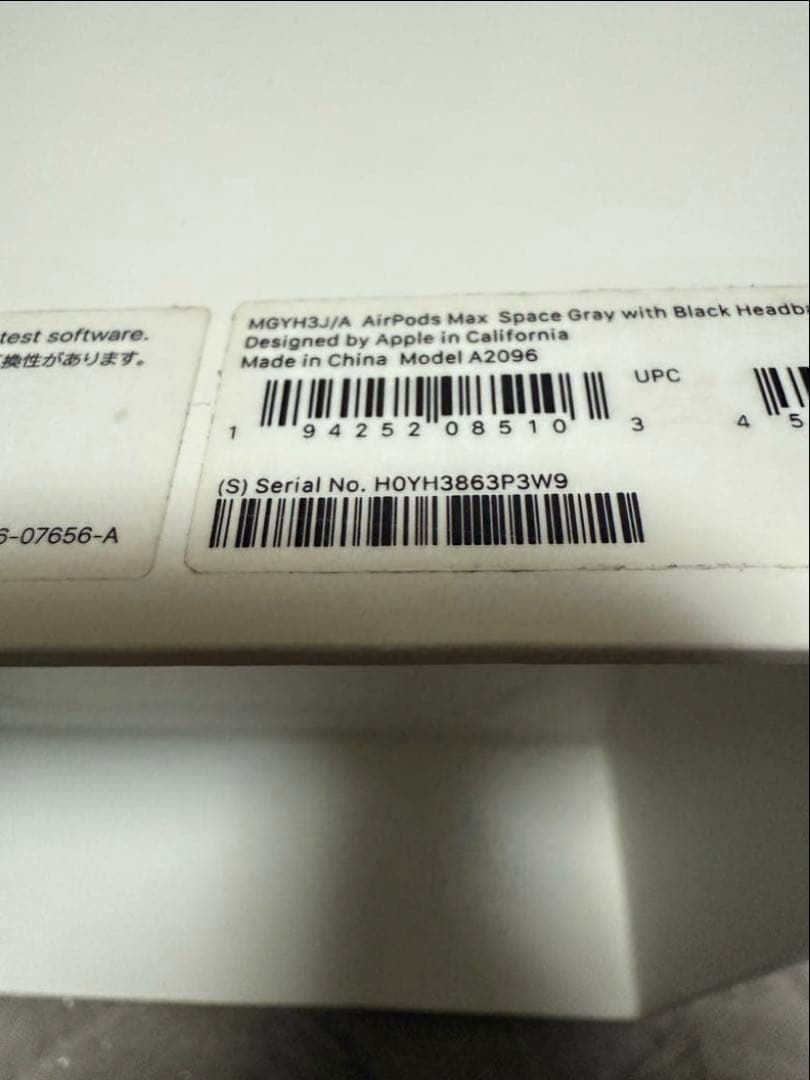 test software.
換性があります。
6-07656-A
MGYH3J/A AirPods Max Space Gray with Black Headba
Designed by Apple in California
Made in China Model A2096
UPC
1 94252 08510 3
4 5
(S) Serial No. H0YH3863P3W9